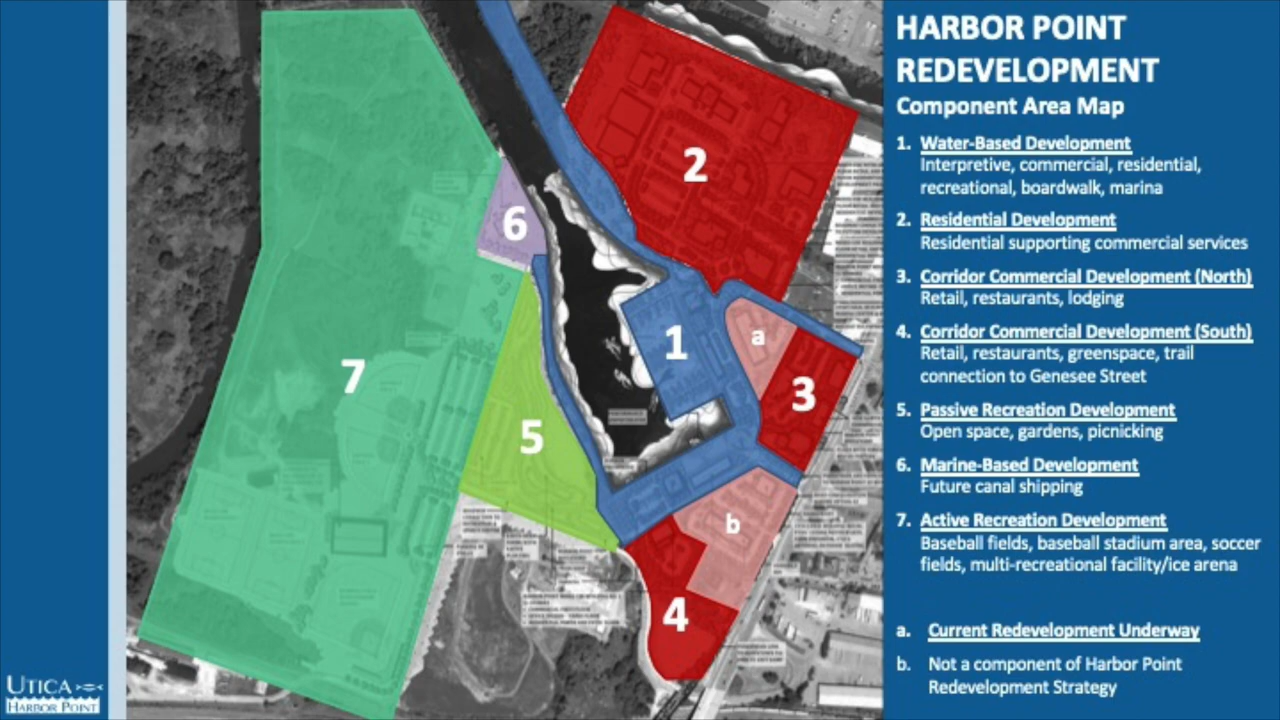 HARBOR POINT
REDEVELOPMENT
Component Area Map
1. Water-Based Development
Interpretive, commercial, residential,
recreational, boardwalk, marina
2. Residential Development
Residential supporting commercial services
3. Corridor Commercial Development (North)
Retail, restaurants, lodging
4. Corridor Commercial Development (South)
Retail, restaurants, greenspace, trail
connection to Genesee Street
5. Passive Recreation Development
Open space, gardens, picnicking
6. Marine-Based Development
Future canal shipping
7. Active Recreation Development
Baseball fields, baseball stadium area, soccer
fields, multi-recreational facility/ice arena
a. Current Redevelopment Underway
b. Not a component of Harbor Point
Redevelopment Strategy
2
6
1
a
7
3
5
b
4
UTICA
HARBOR POINT